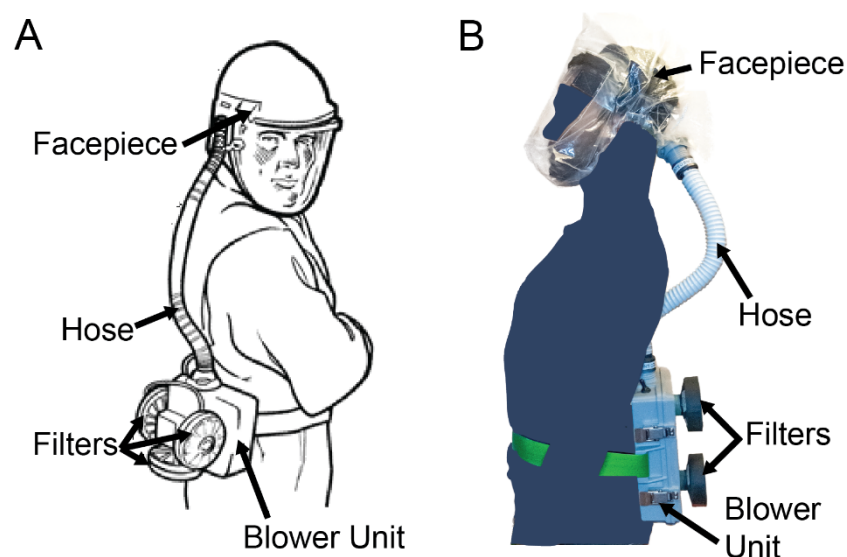 A
Facepiece
Hose
Filters
Blower Unit
B
Facepiece
Hose
Filters
Blower
Unit